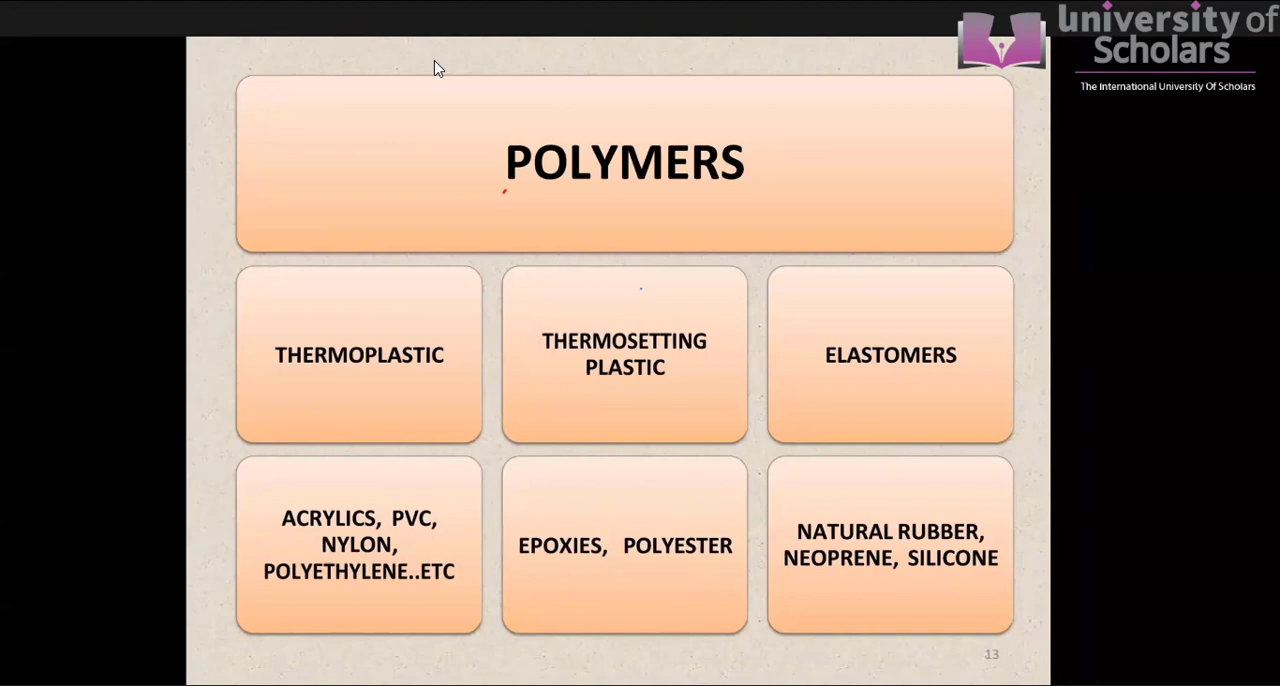 university of
Scholars
The International University Of Scholars
POLYMERS
THERMOPLASTIC
THERMOSETTING
PLASTIC
ELASTOMERS
ACRYLICS, PVC,
NYLON,
POLYETHYLENE..ETC
EPOXIES, POLYESTER
NATURAL RUBBER,
NEOPRENE, SILICONE
13